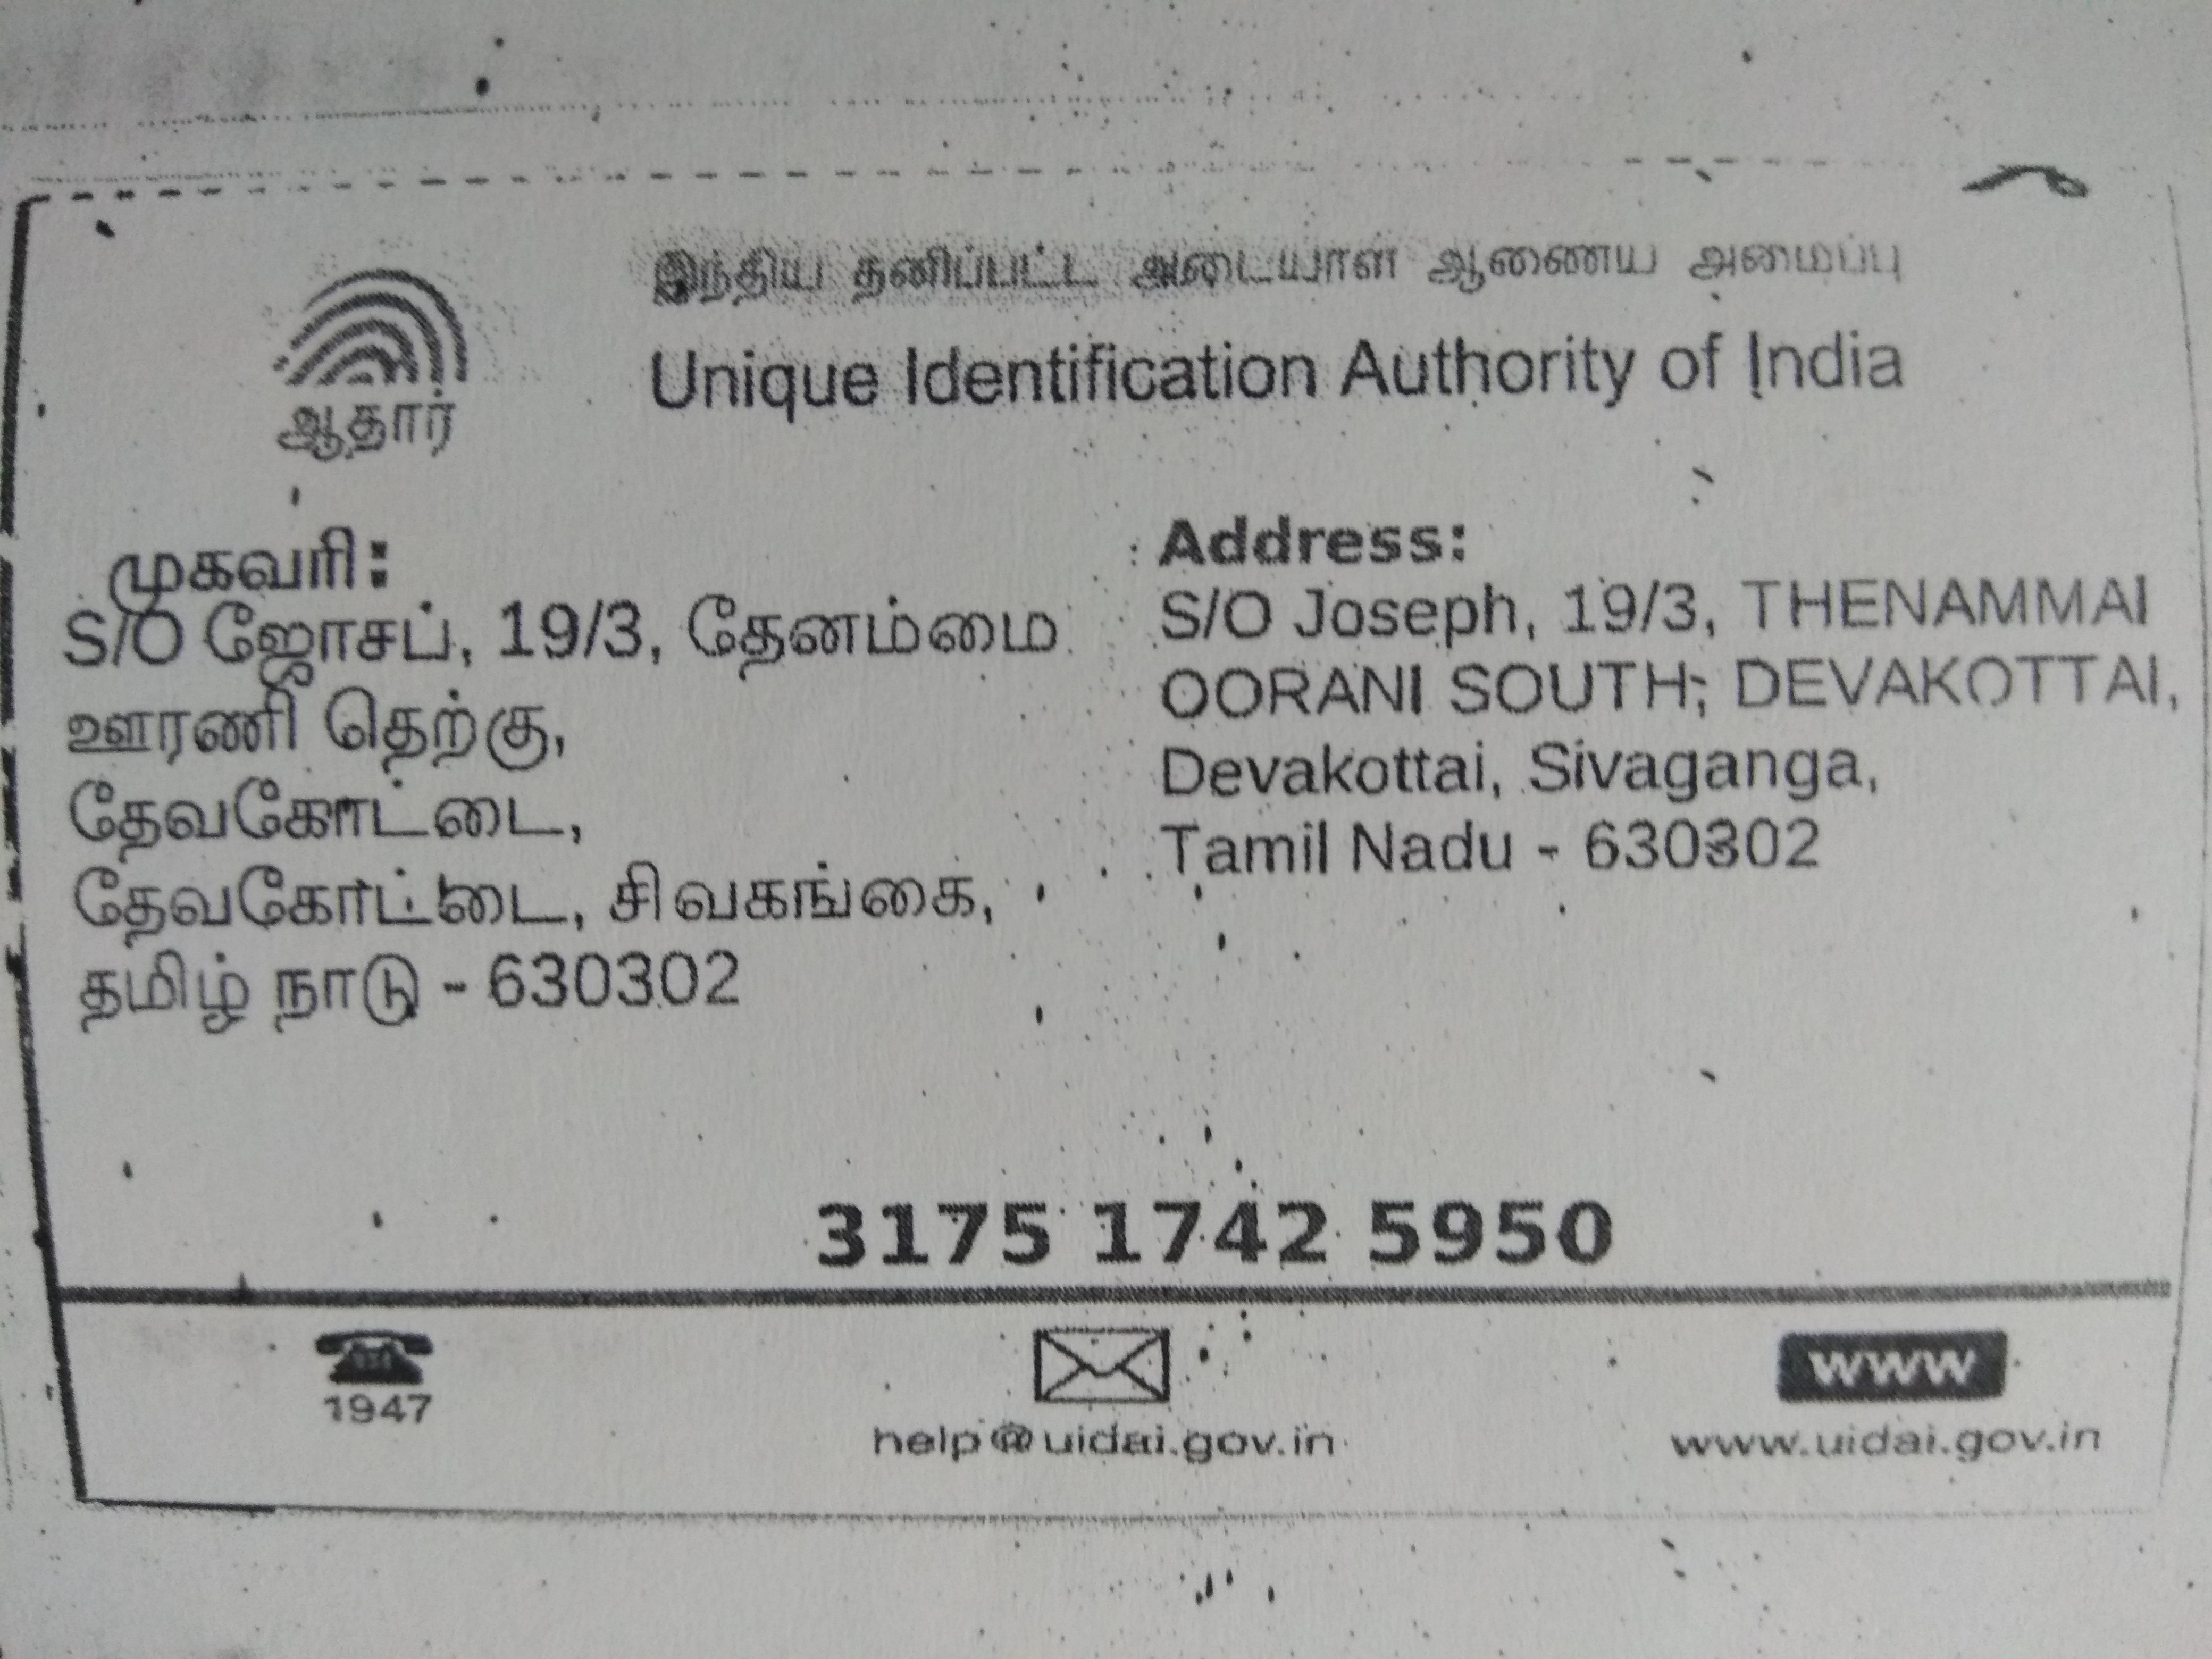 இந்திய தனிப்பட்ட அடையாள ஆணைய அமைப்பு
Unique Identification Authority of India
ஆதார்
முகவரி:
S/O ஜோசப், 19/3, தேனம்மை
ஊரணி தெற்கு,
தேவகோட்டை,
தேவகோட்டை, சிவகங்கை,
தமிழ் நாடு - 630302
Address:
S/O Joseph, 19/3, THENAMMAI
OORANI SOUTH, DEVAKOTTAI,
Devakottai, Sivaganga,
Tamil Nadu - 630302
3175 1742 5950
1947
help@uidai.gov.in
www
www.uidai.gov.in